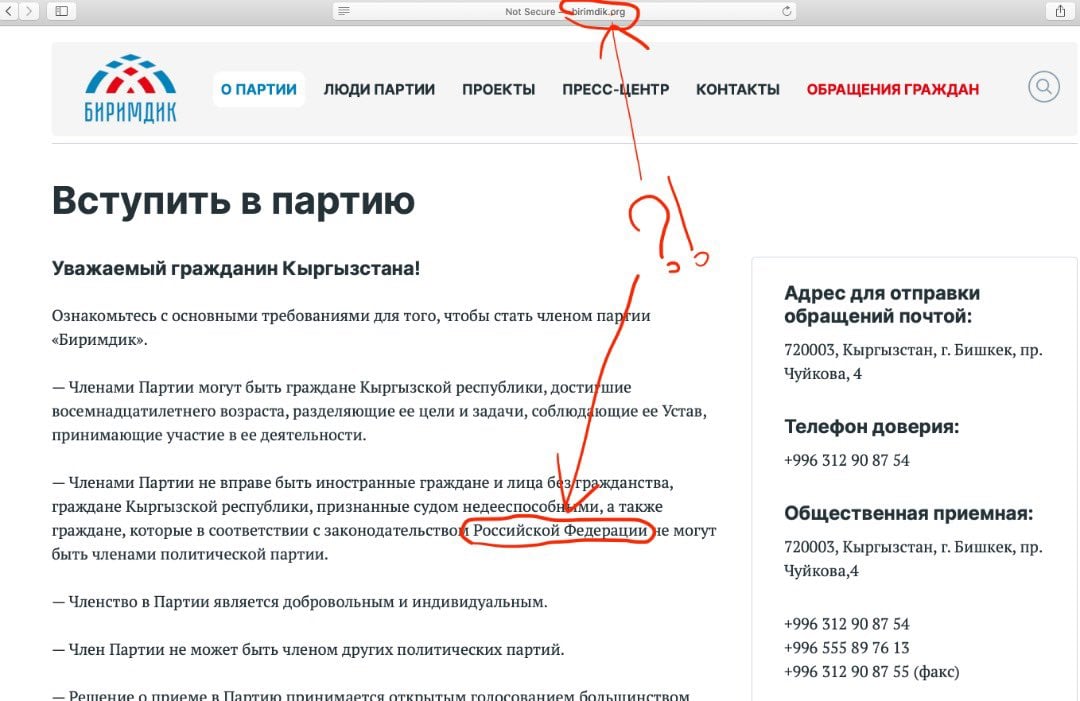 Not Secure — birimdik.org
БИРИМДИК
О ПАРТИИ ЛЮДИ ПАРТИИ ПРОЕКТЫ ПРЕСС-ЦЕНТР КОНТАКТЫ ОБРАЩЕНИЯ ГРАЖДАН
?!
Вступить в партию
Уважаемый гражданин Кыргызстана!
Ознакомьтесь с основными требованиями для того, чтобы стать членом партии
«Биримдик».
— Членами Партии могут быть граждане Кыргызской республики, достигшие
восемнадцатилетнего возраста, разделяющие ее цели и задачи, соблюдающие ее Устав,
принимающие участие в ее деятельности.
— Членами Партии не вправе быть иностранные граждане и лица без гражданства,
граждане Кыргызской республики, признанные судом недееспособными, а также
граждане, которые в соответствии с законодательством Российской Федерации не могут
быть членами политической партии.
— Членство в Партии является добровольным и индивидуальным.
— Член Партии не может быть членом других политических партий.
— Решение о приеме в Партию принимается открытым голосованием большинством
Адрес для отправки
обращений почтой:
720003, Кыргызстан, г. Бишкек, пр.
Чуйкова, 4
Телефон доверия:
+996 312 90 87 54
Общественная приемная:
720003, Кыргызстан, г. Бишкек, пр.
Чуйкова,4
+996 312 90 87 54
+996 555 89 76 13
+996 312 90 87 55 (факс)